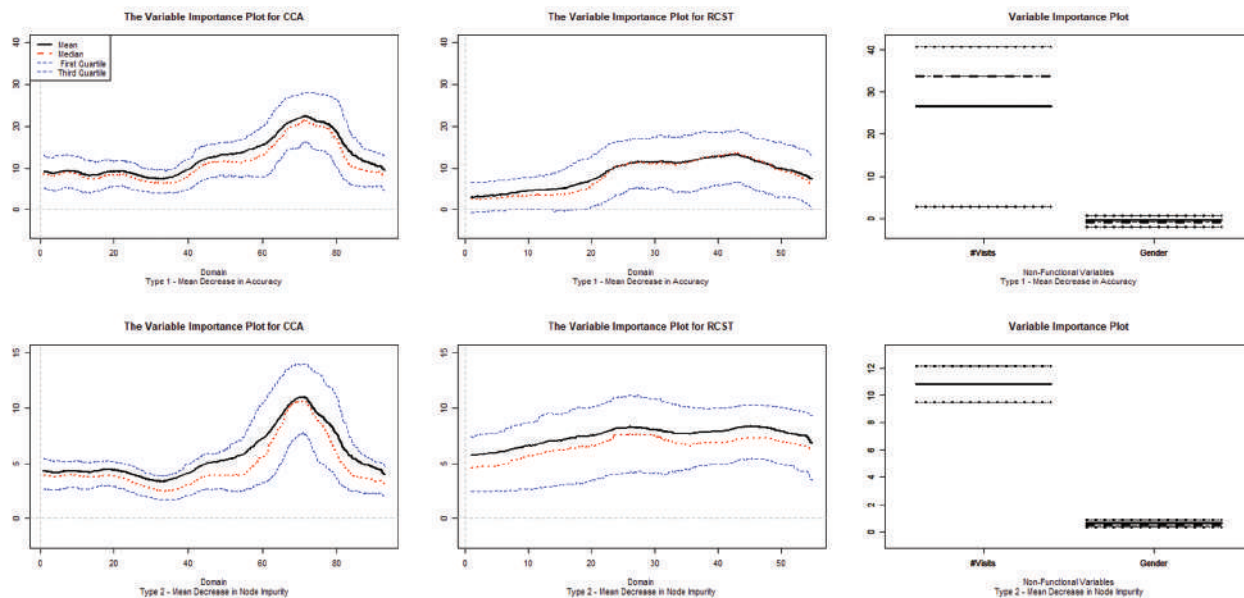 The Variable Importance Plot for CCA
Mean
Median
First Quartile
Third Quartile
40
30
20
10
0
0
20
40
60
80
Domain
Type 1 - Mean Decrease in Accuracy
The Variable Importance Plot for RCST
40
30
20
10
0
0
10
20
30
40
50
Domain
Type 1 - Mean Decrease in Accuracy
Variable Importance Plot
40
30
20
10
0
#Visits
Gender
Non-Functional Variables
Type 1 - Mean Decrease in Accuracy
The Variable Importance Plot for CCA
15
10
5
0
0
20
40
60
80
Domain
Type 2 - Mean Decrease in Node Impurity
The Variable Importance Plot for RCST
15
10
5
0
0
10
20
30
40
50
Domain
Type 2 - Mean Decrease in Node Impurity
Variable Importance Plot
12
10
8
6
4
2
0
#Visits
Gender
Non-Functional Variables
Type 2 - Mean Decrease in Node Impurity